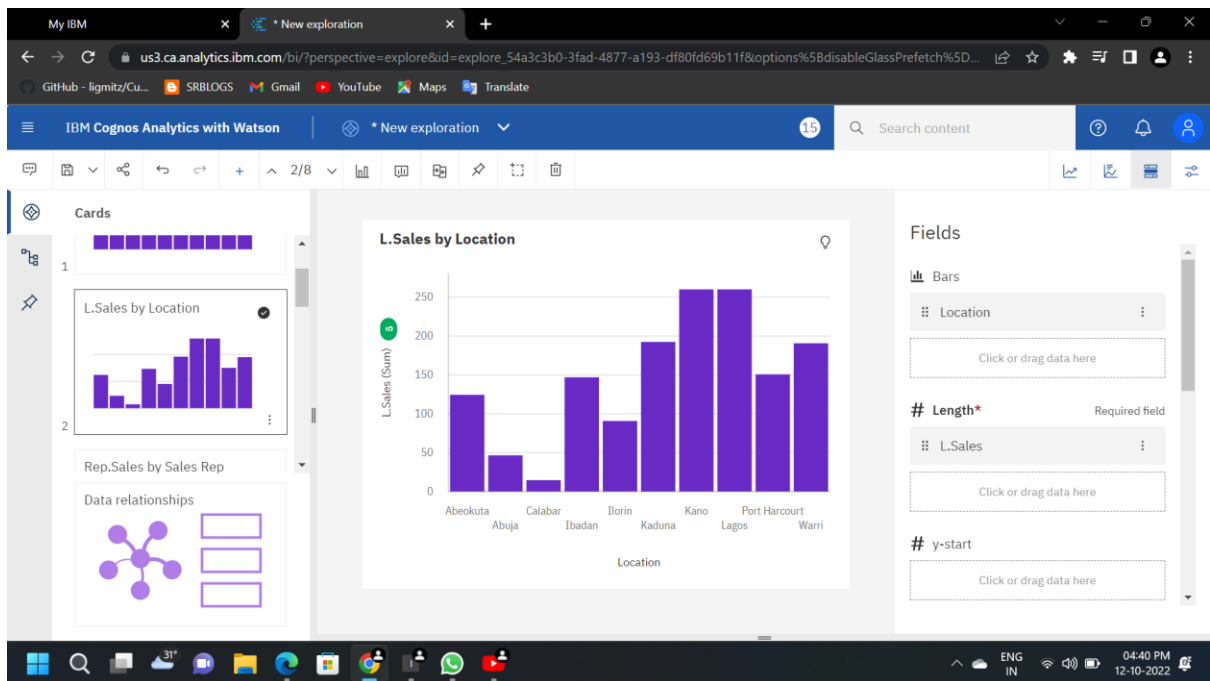 My IBM
* New exploration
us3.ca.analytics.ibm.com/bi/?perspective=explore&id=explore_54a3c3b0-3fad-4877-a193-df80fd69b11f&options%5BdisableGlassPrefetch%5D...
GitHub - ligmitz/Cu... SRBLOGS Gmail YouTube Maps Translate
IBM Cognos Analytics with Watson * New exploration 15 Search content
2/8
Cards
1
L.Sales by Location
2
Rep.Sales by Sales Rep
Data relationships
L.Sales by Location
L.Sales (Sum)
250
200
150
100
50
0
Abeokuta Calabar Ilorin Kano Port Harcourt
Abuja Ibadan Kaduna Lagos Warri
Location
Fields
Bars
Location
Click or drag data here
# Length* Required field
L.Sales
Click or drag data here
# y-start
Click or drag data here
31°
ENG
IN
04:40 PM
12-10-2022